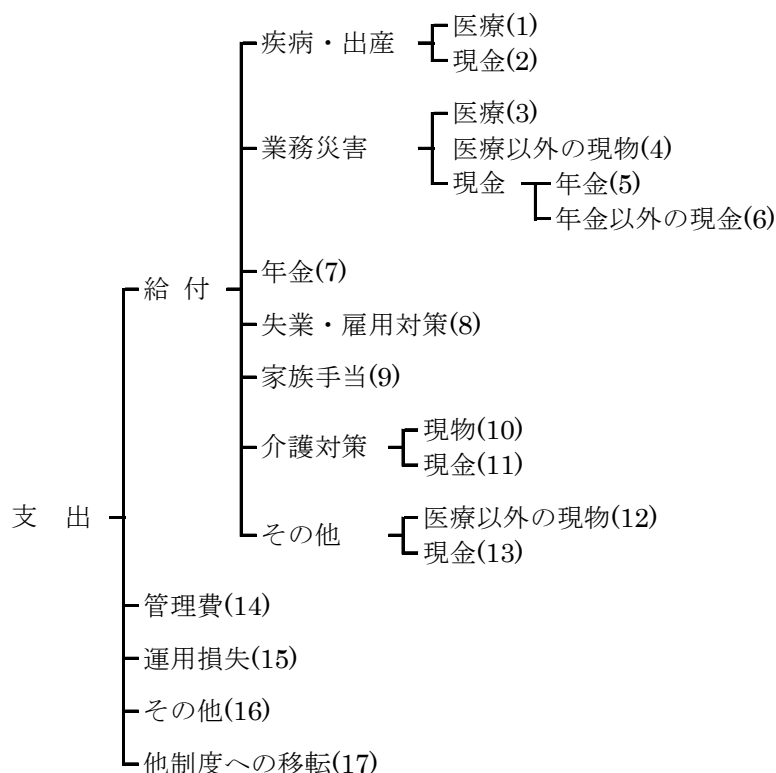 疾病・出産
医療(1)
現金(2)
業務災害
医療(3)
医療以外の現物(4)
現金
年金(5)
年金以外の現金(6)
給 付
年金(7)
失業・雇用対策(8)
家族手当(9)
介護対策
現物(10)
現金(11)
支 出
その他
医療以外の現物(12)
現金(13)
管理費(14)
運用損失(15)
その他(16)
他制度への移転(17)